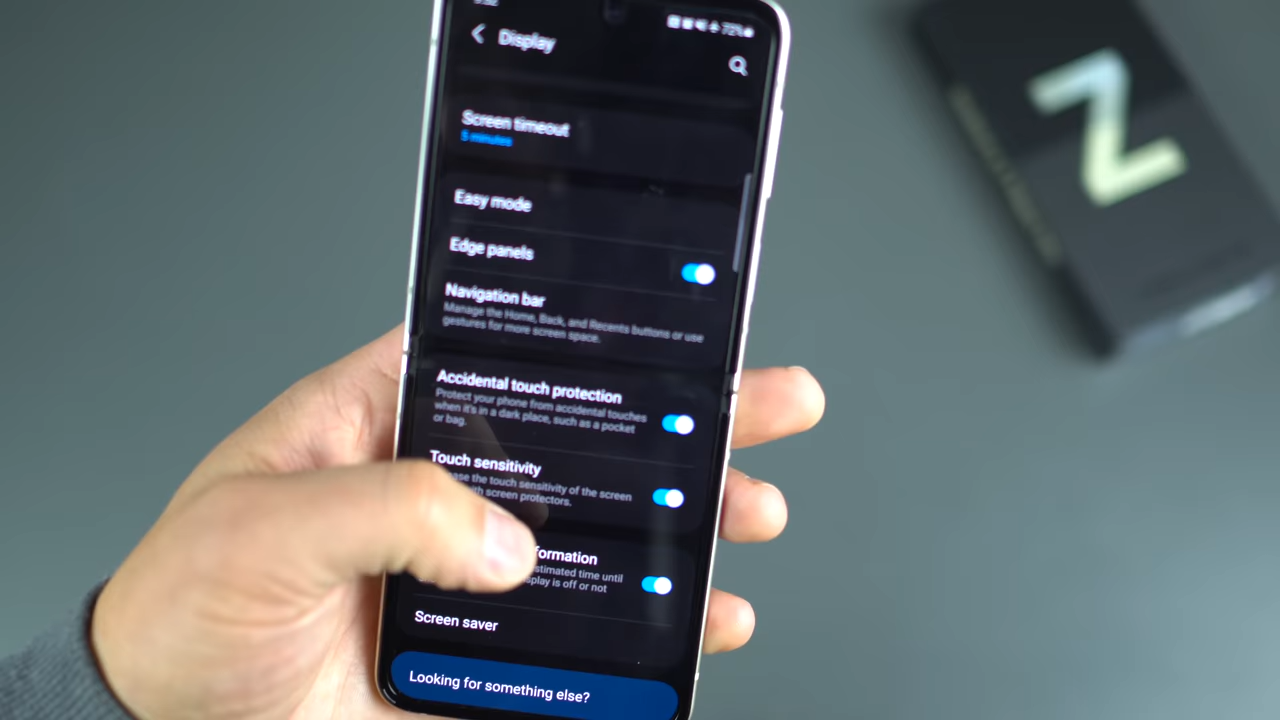 72%
Display
Screen timeout
5 minutes
Easy mode
Edge panels
Navigation bar
Manage the Home, Back, and Recents buttons or use
gestures for more screen space.
Accidental touch protection
Protect your phone from accidental touches
when it's in a dark place, such as a pocket
or bag.
Touch sensitivity
ease the touch sensitivity of the screen
with screen protectors.
formation
stimated time until
splay is off or not
Screen saver
Looking for something else?
Z